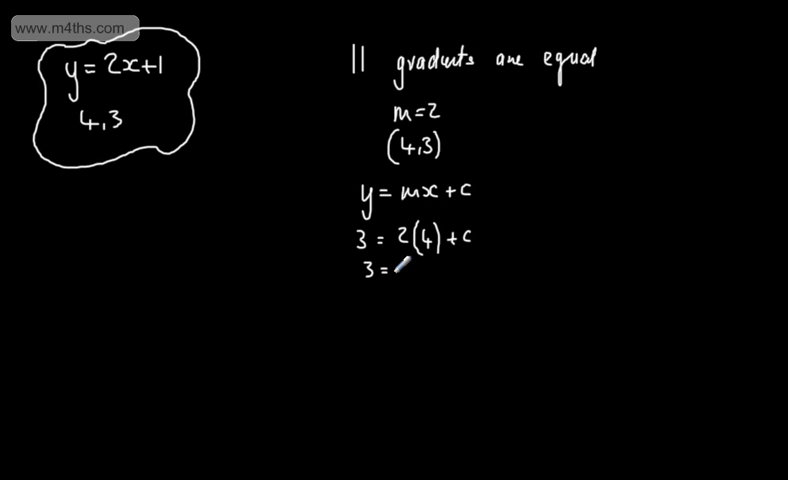 www.m4ths.com
y = 2x+1
4,3
|| gradients are equal
m=2
(4,3)
y = mx + c
3 = 2(4) + c
3 =